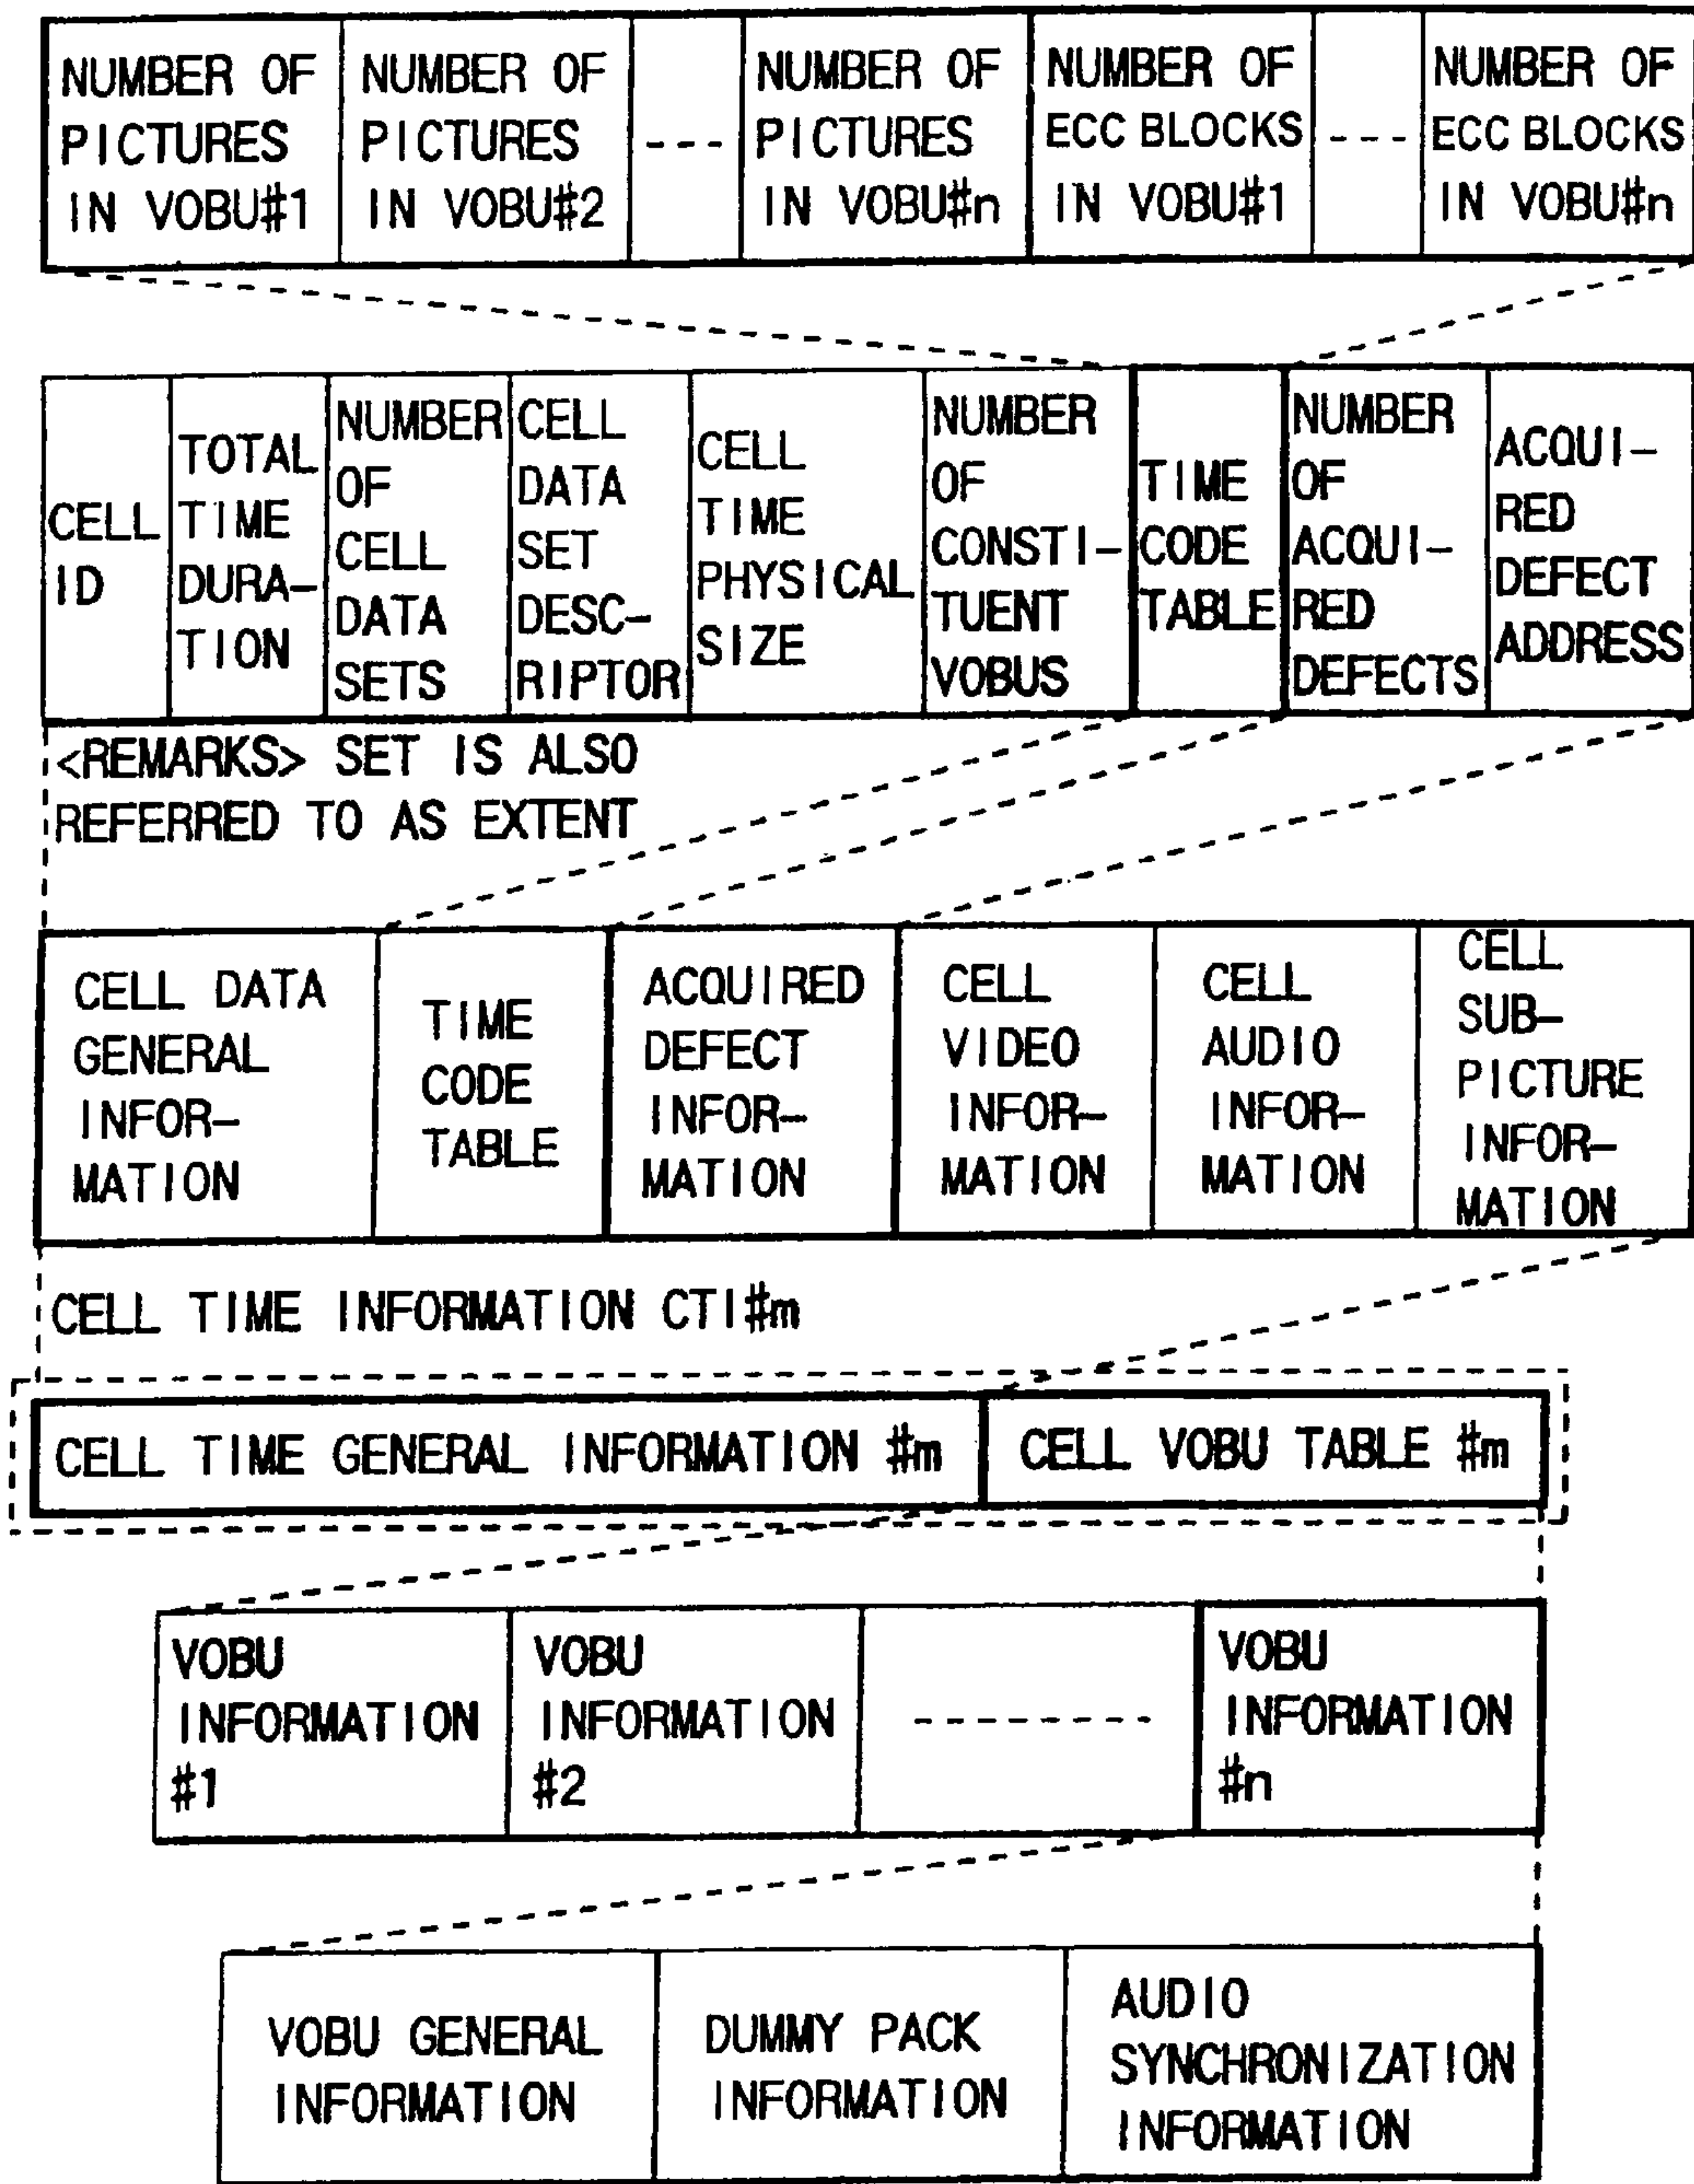 NUMBER OF
PICTURES
IN VOBU#1
NUMBER OF
PICTURES
IN VOBU#2
----
NUMBER OF
PICTURES
IN VOBU#n
NUMBER OF
ECC BLOCKS
IN VOBU#1
----
NUMBER OF
ECC BLOCKS
IN VOBU#n
CELL
ID
TOTAL
TIME
DURA-
TION
NUMBER
OF
CELL
DATA
SETS
CELL
DATA
SET
DESC-
RIPTOR
CELL
TIME
PHYSICAL
SIZE
NUMBER
OF
CONSTI-
TUENT
VOBUS
TIME
CODE
TABLE
NUMBER
OF
ACQUI-
RED
DEFECTS
ACQUI-
RED
DEFECT
ADDRESS
<REMARKS> SET IS ALSO
REFERRED TO AS EXTENT
CELL DATA
GENERAL
INFOR-
MATION
TIME
CODE
TABLE
ACQUIRED
DEFECT
INFOR-
MATION
CELL
VIDEO
INFOR-
MATION
CELL
AUDIO
INFOR-
MATION
CELL
SUB-
PICTURE
INFOR-
MATION
CELL TIME INFORMATION CTI#m
CELL TIME GENERAL INFORMATION #m
CELL VOBU TABLE #m
VOBU
INFORMATION
#1
VOBU
INFORMATION
#2
---------
VOBU
INFORMATION
#n
VOBU GENERAL
INFORMATION
DUMMY PACK
INFORMATION
AUDIO
SYNCHRONIZATION
INFORMATION